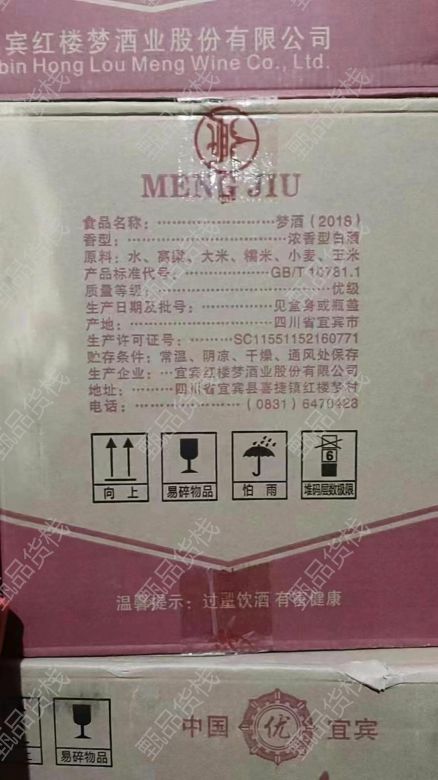 宾红楼梦酒业股份有限公司
bin Hong Lou Meng Wine Co., Ltd.
MENG JIU
食品名称：梦酒（2018）
香型：浓香型白酒
原料：水、高粱、大米、糯米、小麦、玉米
产品标准代号：GB/T 10781.1
质量等级：优级
生产日期及批号：见盒身或瓶盖
产地：四川省宜宾市
生产许可证号：SC11551152160771
贮存条件：常温、阴凉、干燥、通风处保存
生产企业：宜宾红楼梦酒业股份有限公司
地址：四川省宜宾县喜捷镇红楼梦村
电话：（0831）6470428
向上 易碎物品 怕雨 6 堆码层数极限
温馨提示：过量饮酒 有害健康
易碎物品
中国 优 宜宾
甄品货栈